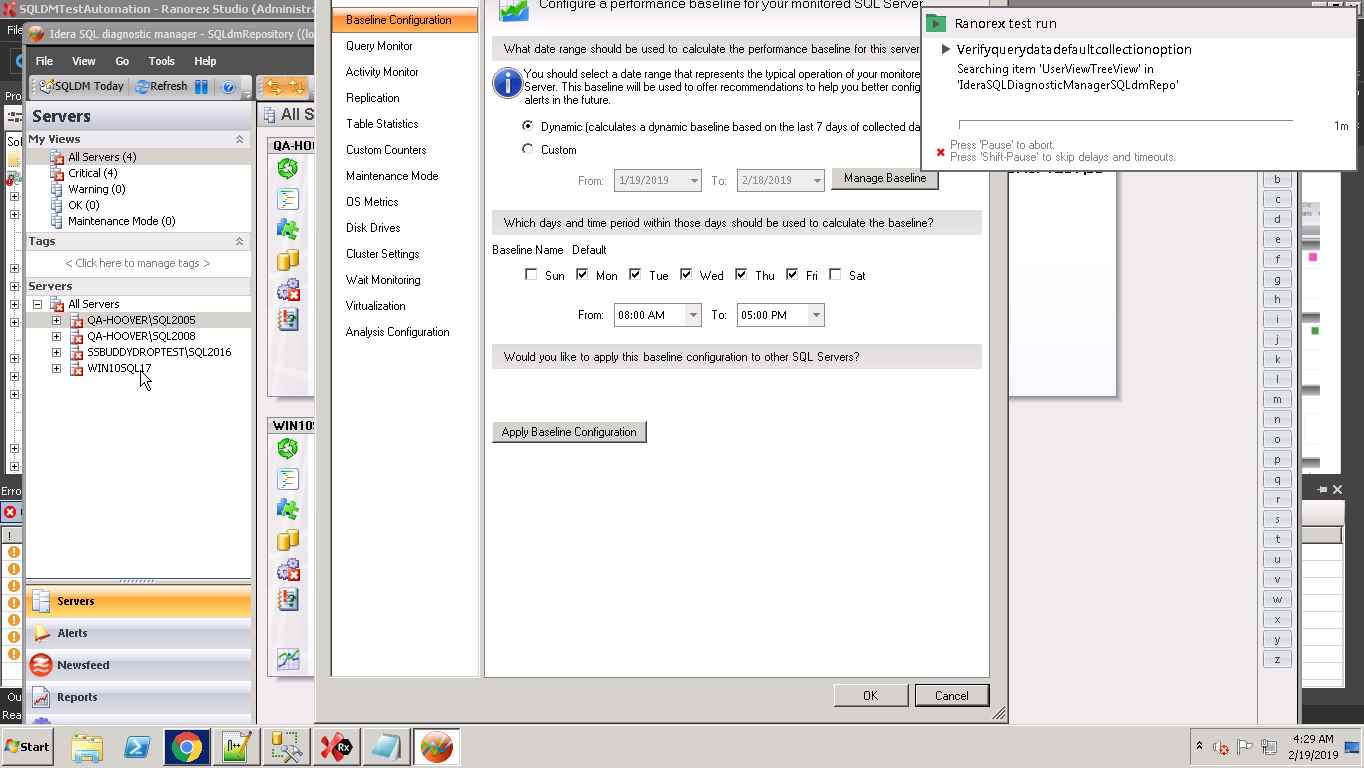 SQLDMTestAutomation - Ranorex Studio (Administra
Idera SQL diagnostic manager - SQLdmRepository ((lo
File View Go Tools Help
SQLDM Today Refresh
Servers
My Views
All Servers (4)
Critical (4)
Warning (0)
OK (0)
Maintenance Mode (0)
Tags
< Click here to manage tags >
Servers
All Servers
QA-HOOVER\SQL2005
QA-HOOVER\SQL2008
SSBUDDYDROPTEST\SQL2016
WIN10SQL17
Servers
Alerts
Newsfeed
Reports
Fil
Pro
Sol
Erro
!
Ou
Rea
All S
QA-HOO
WIN10S
Baseline Configuration
Query Monitor
Activity Monitor
Replication
Table Statistics
Custom Counters
Maintenance Mode
OS Metrics
Disk Drives
Cluster Settings
Wait Monitoring
Virtualization
Analysis Configuration
Configure a performance baseline for your monitored SQL Server
What date range should be used to calculate the performance baseline for this server
You should select a date range that represents the typical operation of your monitore
Server. This baseline will be used to offer recommendations to help you better config
alerts in the future.
Dynamic (calculates a dynamic baseline based on the last 7 days of collected da
Custom
From: 1/19/2019 To: 2/18/2019 Manage Baseline
Which days and time period within those days should be used to calculate the baseline?
Baseline Name Default
Sun Mon Tue Wed Thu Fri Sat
From: 08:00 AM To: 05:00 PM
Would you like to apply this baseline configuration to other SQL Servers?
Apply Baseline Configuration
OK Cancel
Ranorex test run
Verifyquerydatadefaultcollectionoption
Searching item 'UserViewTreeView' in
'IderaSQLDiagnosticManagerSQLdmRepo'
1m
Press 'Pause' to abort.
Press 'Shift-Pause' to skip delays and timeouts.
b
c
d
e
f
g
h
i
j
k
l
m
n
o
p
q
r
s
t
u
v
w
x
y
z
Start
4:29 AM
2/19/2019